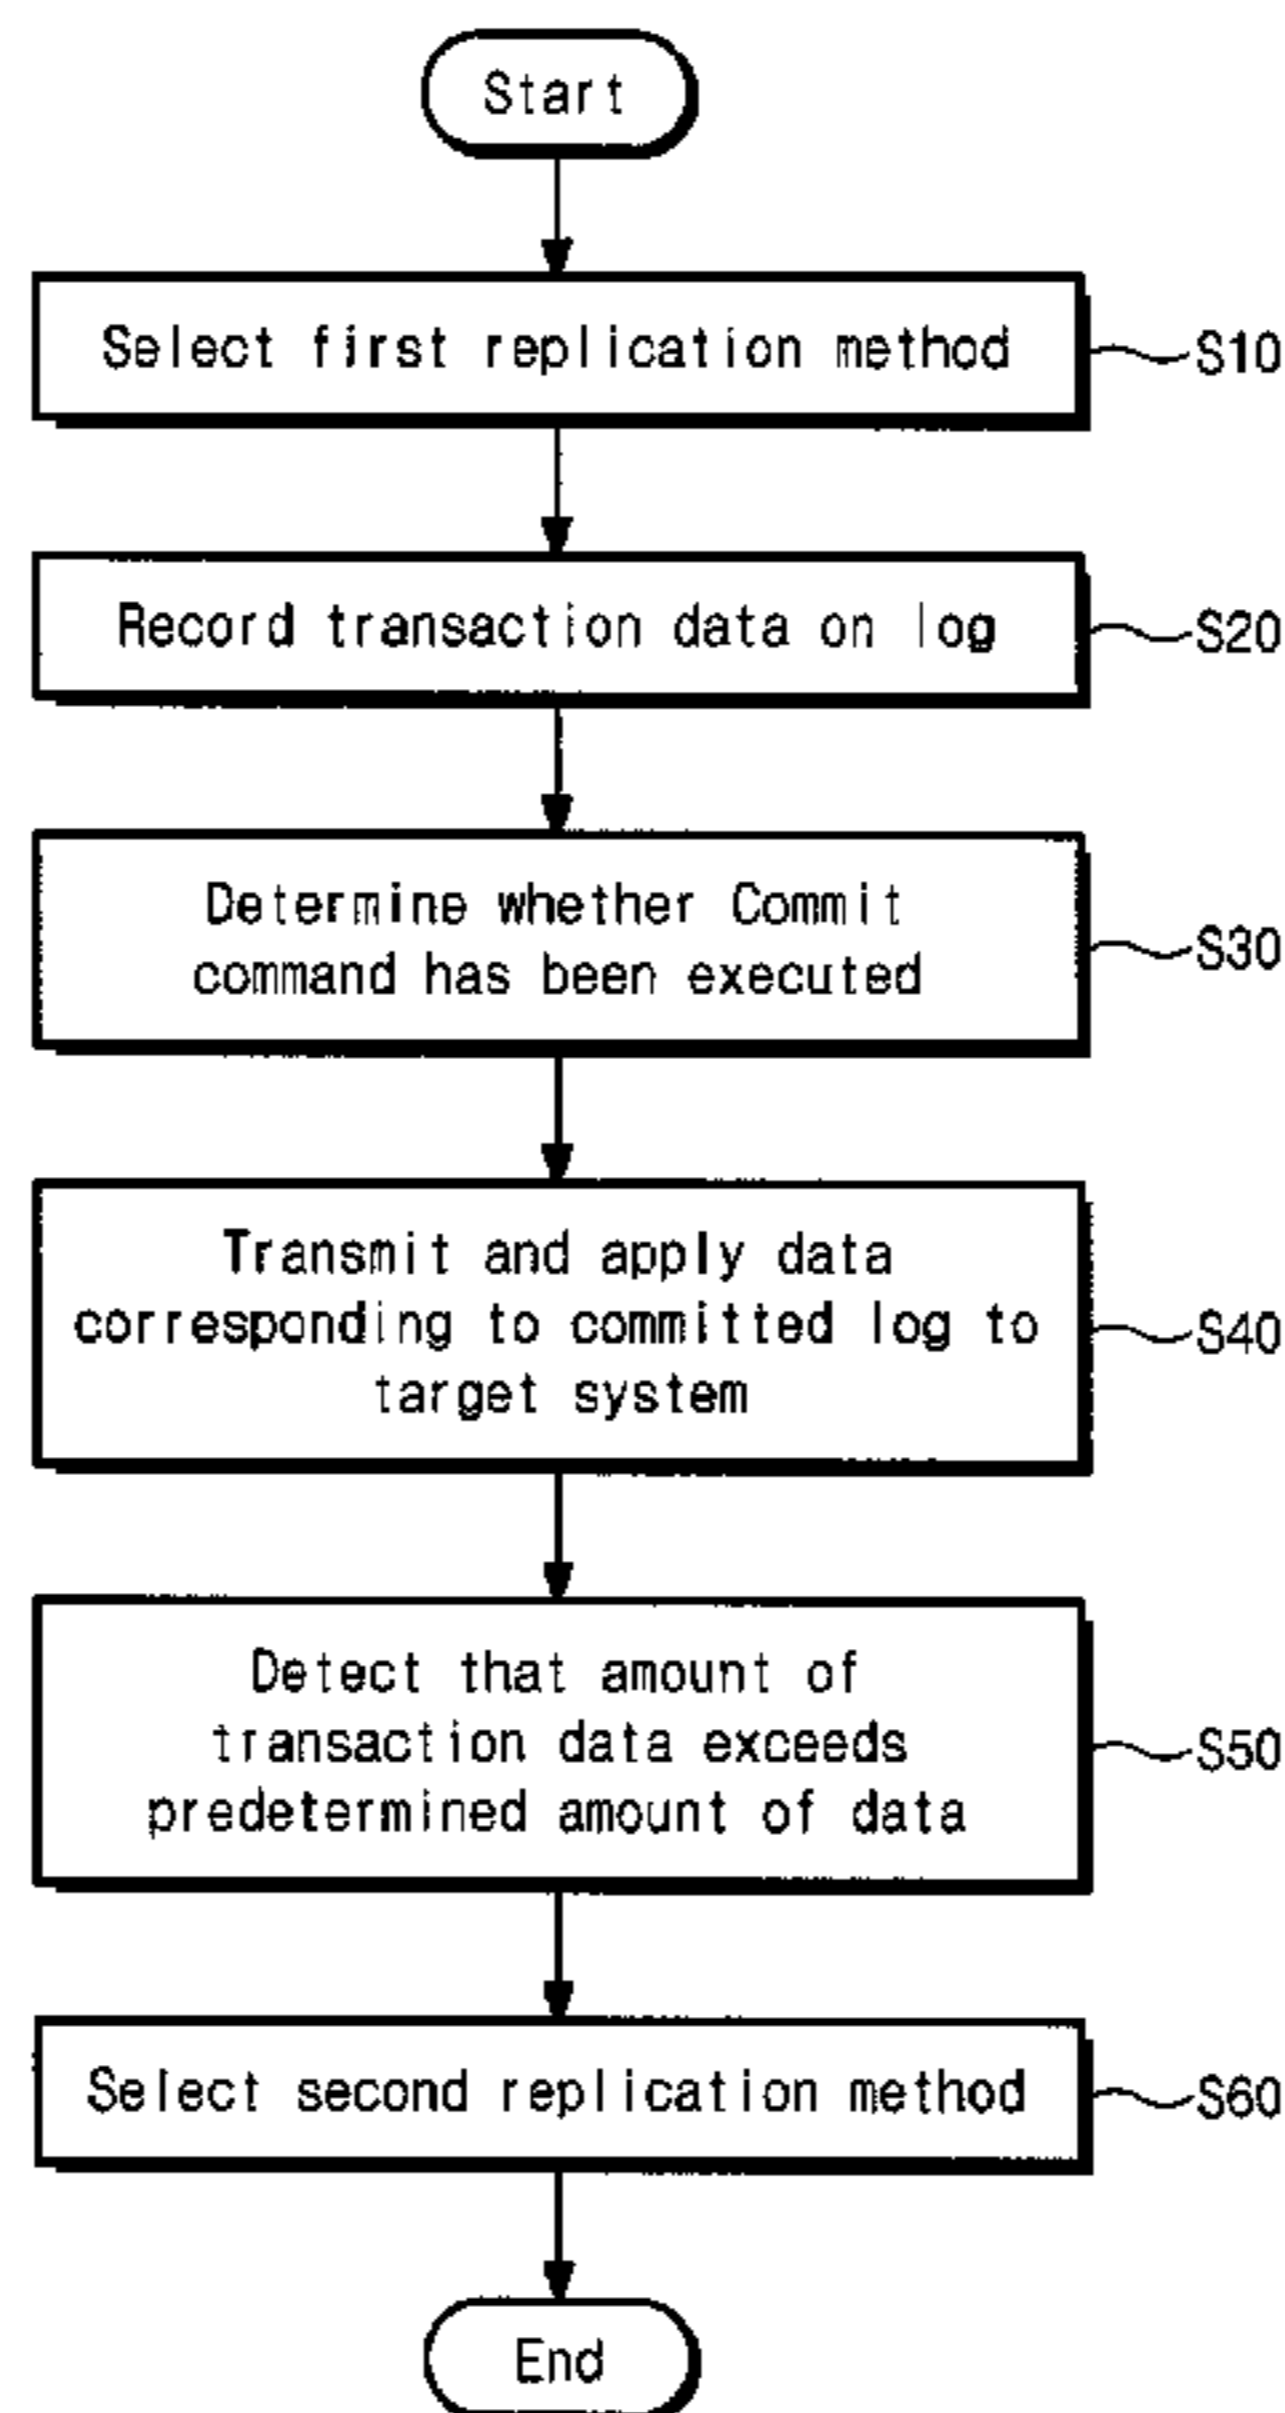 Start
Select first replication method
S10
Record transaction data on log
S20
Determine whether Commit
command has been executed
S30
Transmit and apply data
corresponding to committed log to
target system
S40
Detect that amount of
transaction data exceeds
predetermined amount of data
S50
Select second replication method
S60
End